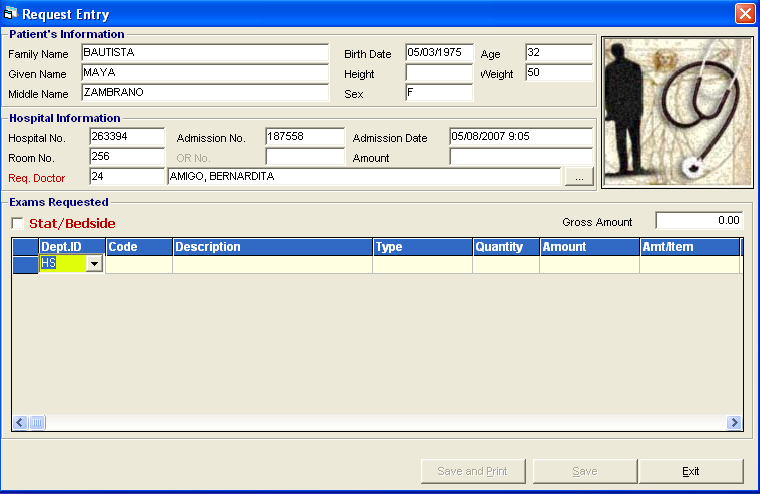 Request Entry
Patient's Information
Family Name BAUTISTA Birth Date 05/03/1975 Age 32
Given Name MAYA Height Weight 50
Middle Name ZAMBRANO Sex F
Hospital Information
Hospital No. 263394 Admission No. 187558 Admission Date 05/08/2007 9:05
Room No. 256 OR No. Amount
Req. Doctor 24 AMIGO, BERNARDITA ...
Exams Requested
Stat/Bedside Gross Amount 0.00
Dept.ID Code Description Type Quantity Amount Amt/Item
HS
Save and Print Save Exit